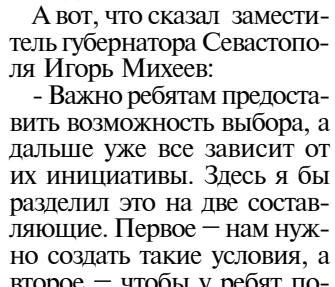 А вот, что сказал замести-
тель губернатора Севастопо-
ля Игорь Михеев:
- Важно ребятам предоста-
вить возможность выбора, а
дальше уже все зависит от
их инициативы. Здесь я бы
разделил это на две состав-
ляющие. Первое – нам нуж-
но создать такие условия, а
второе – чтобы у ребят по-